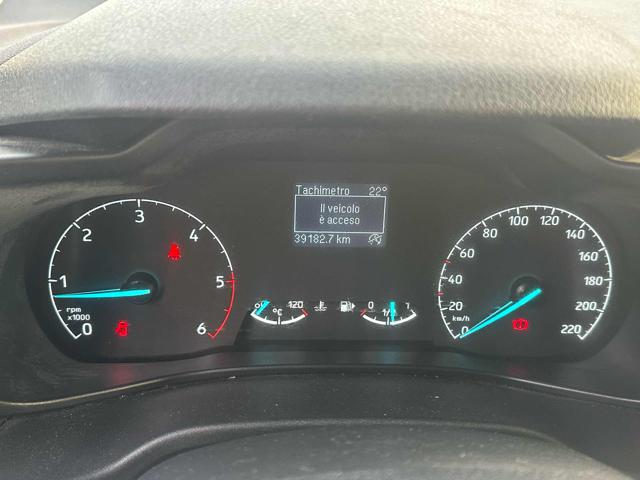 Tachimetro 22°
Il veicolo
è acceso
39182.7 km
0 1 2 3 4 5 6
rpm
x1000
120
°C
0 1/2 1
0 20 40 60 80 100 120 140 160 180 200 220
km/h